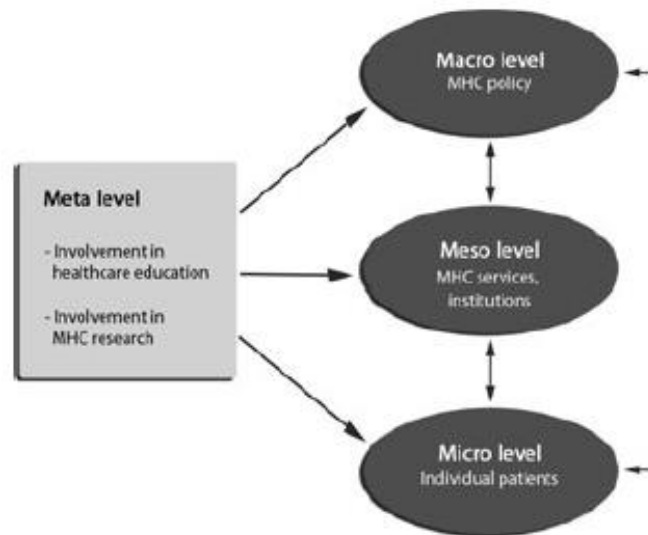 Macro level
MHC policy
Meta level
- Involvement in
healthcare education
- Involvement in
MHC research
Meso level
MHC services,
institutions
Micro level
Individual patients